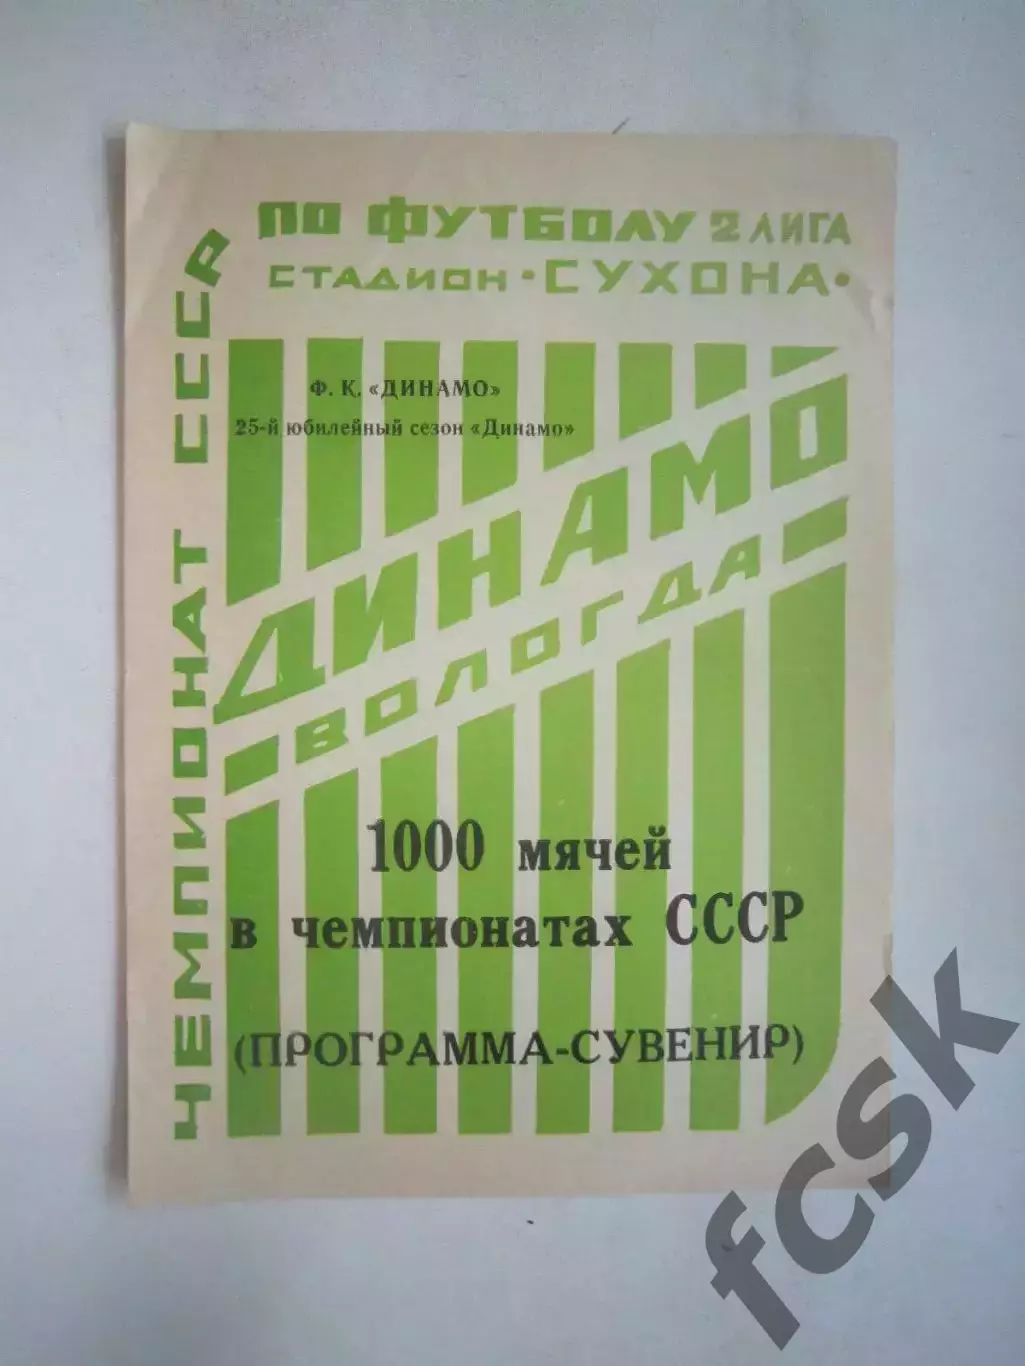 ЧЕМПИОНАТ СССР
ПО ФУТБОЛУ 2 ЛИГА
СТАДИОН •СУХОНА•
Ф. К. «ДИНАМО»
25-й юбилейный сезон «Динамо»
ДИНАМО
ВОЛОГДА
1000 мячей
в чемпионатах СССР
(ПРОГРАММА-СУВЕНИР)
fcsk